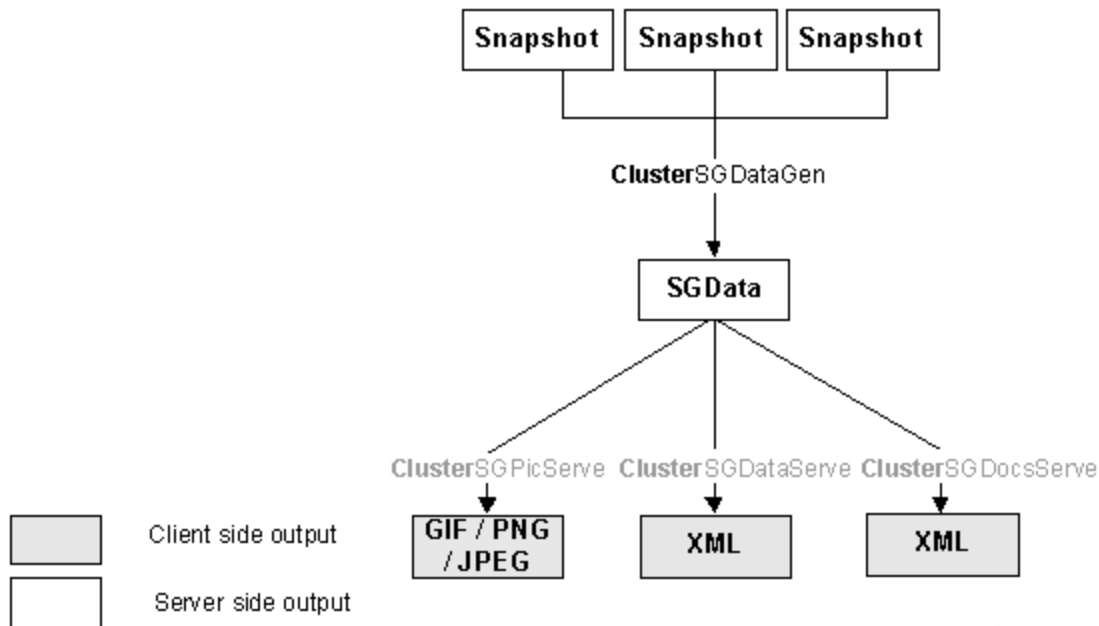 Snapshot Snapshot Snapshot
ClusterSGDataGen
SGData
ClusterSGPicServe ClusterSGDataServe ClusterSGDocsServe
GIF / PNG
/ JPEG
XML
XML
Client side output
Server side output